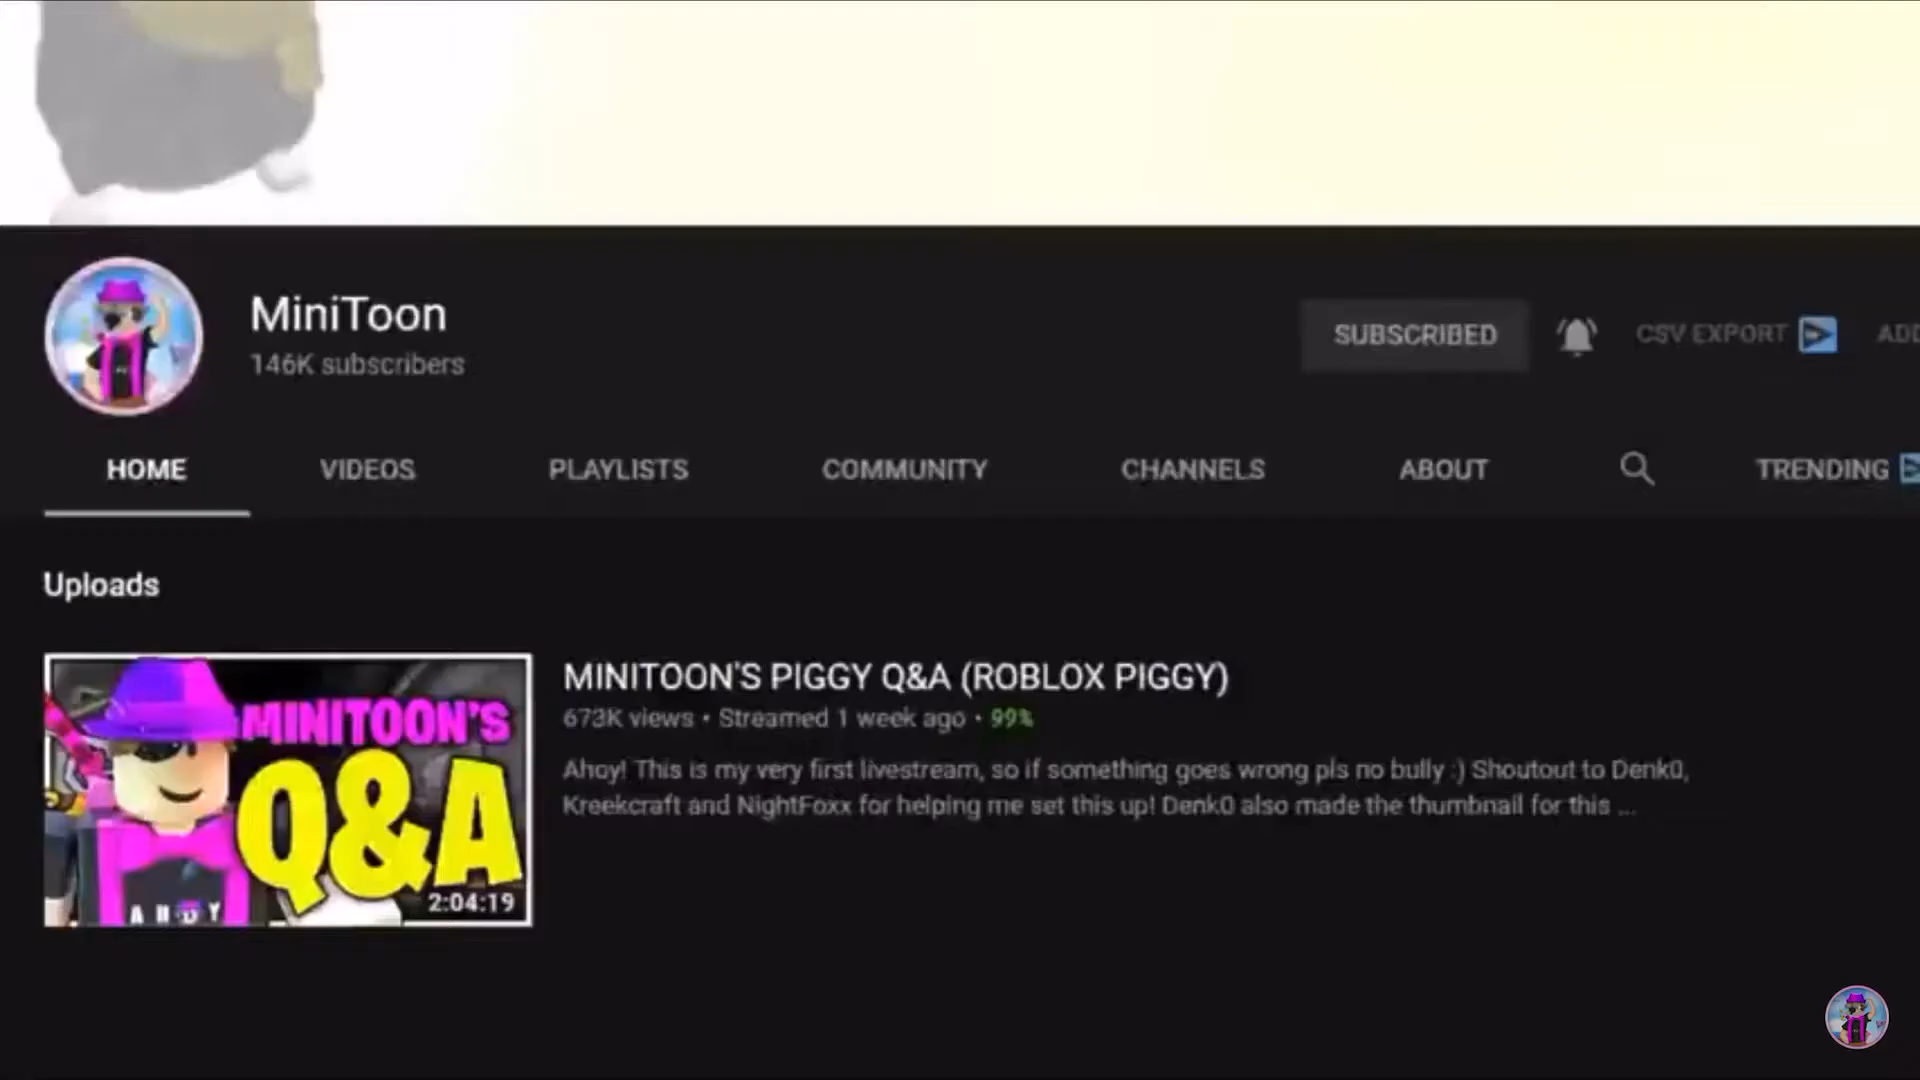 MiniToon
146K subscribers
SUBSCRIBED
CSV EXPORT
ADD
HOME
VIDEOS
PLAYLISTS
COMMUNITY
CHANNELS
ABOUT
TRENDING
Uploads
MINITOON'S
Q&A
AHOY
2:04:19
MINITOON'S PIGGY Q&A (ROBLOX PIGGY)
673K views • Streamed 1 week ago • 99%
Ahoy! This is my very first livestream, so if something goes wrong pls no bully :) Shoutout to Denk0,
Kreekcraft and NightFoxx for helping me set this up! Denk0 also made the thumbnail for this ...